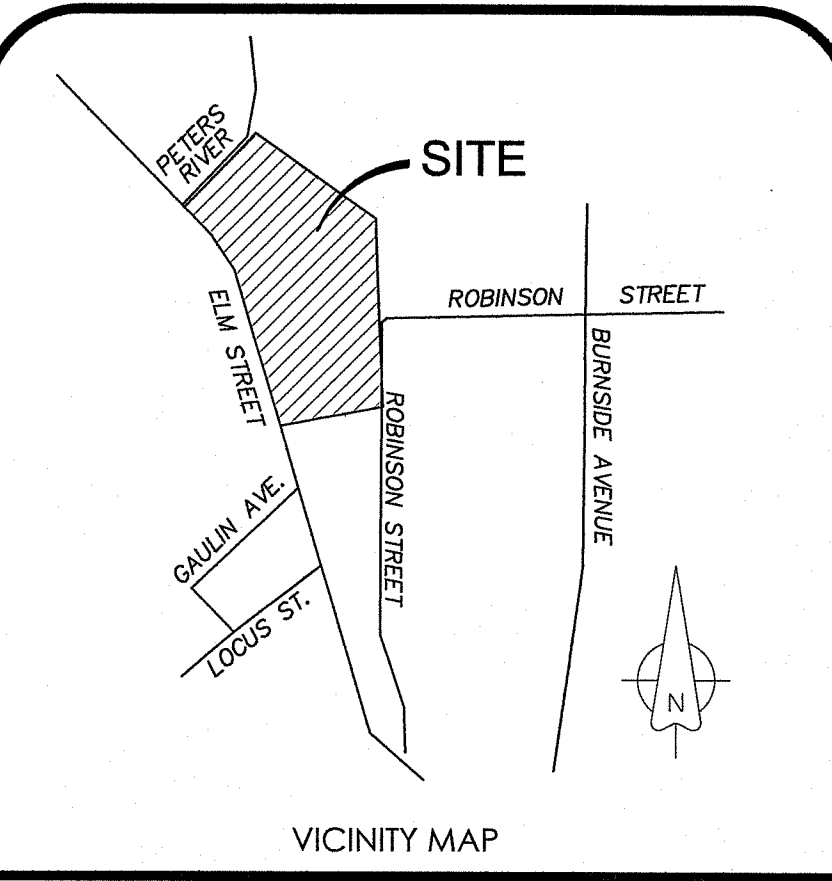 PETERS
RIVER
SITE
ROBINSON STREET
ELM STREET
BURNSIDE AVENUE
ROBINSON STREET
GAULIN AVE.
LOCUS ST.
N
VICINITY MAP